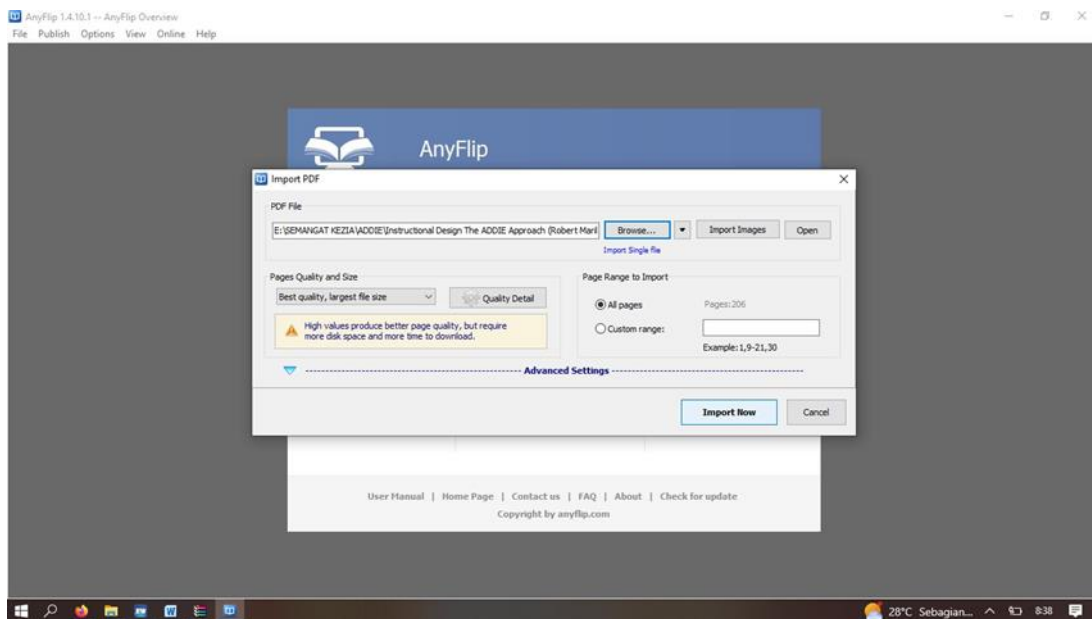 AnyFlip 1.4.10.1 -- AnyFlip Overview
File Publish Options View Online Help
AnyFlip
Import PDF
PDF File
E:\SEMANGAT KEZIA\ADDIE\Instructional Design The ADDIE Approach (Robert Maril
Browse...
Import Images
Open
Import Single file
Pages Quality and Size
Best quality, largest file size
Quality Detail
High values produce better page quality, but require
more disk space and more time to download.
Page Range to Import
All pages
Pages:206
Custom range:
Example:1,9-21,30
Advanced Settings
Import Now
Cancel
User Manual | Home Page | Contact us | FAQ | About | Check for update
Copyright by anyflip.com
28°C Sebagian...
8:38